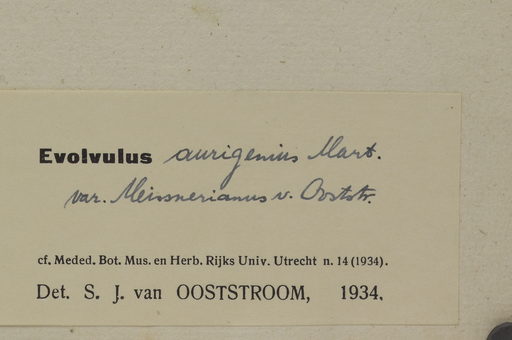 Evolvulus aurigenius Mart.
var. Meissnerianus v. Ooststr.
cf. Meded. Bot. Mus. en Herb. Rijks Univ. Utrecht n. 14 (1934).
Det. S. J. van OOSTSTROOM, 1934.